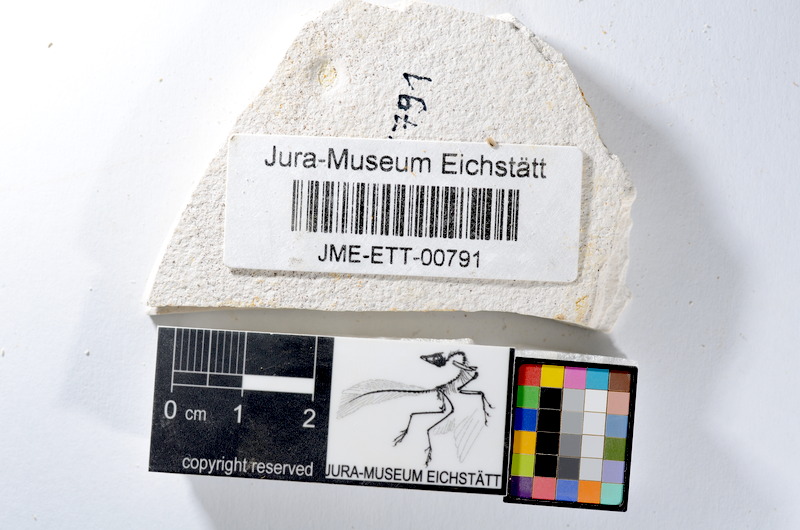 791
Jura-Museum Eichstätt
JME-ETT-00791
0 cm 1 2
copyright reserved
JURA-MUSEUM EICHSTÄTT